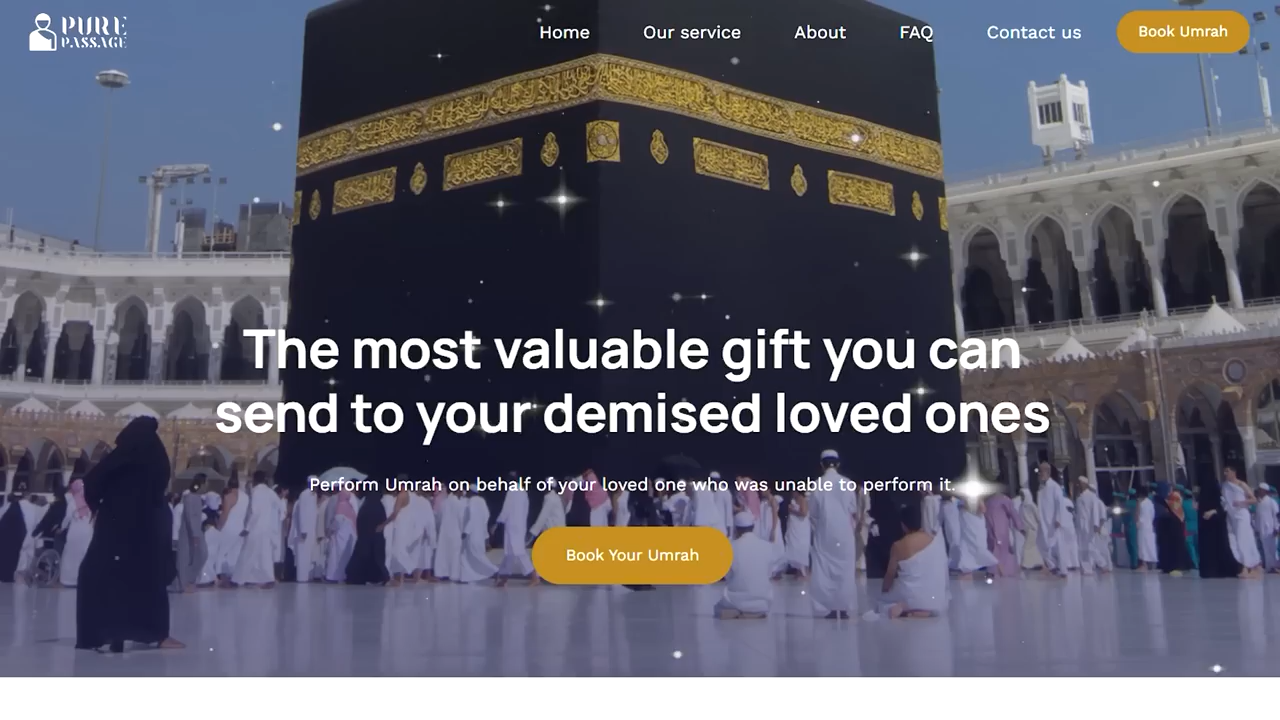 PURE
PASSAGE
Home
Our service
About
FAQ
Contact us
Book Umrah
The most valuable gift you can
send to your demised loved ones
Perform Umrah on behalf of your loved one who was unable to perform it.
Book Your Umrah